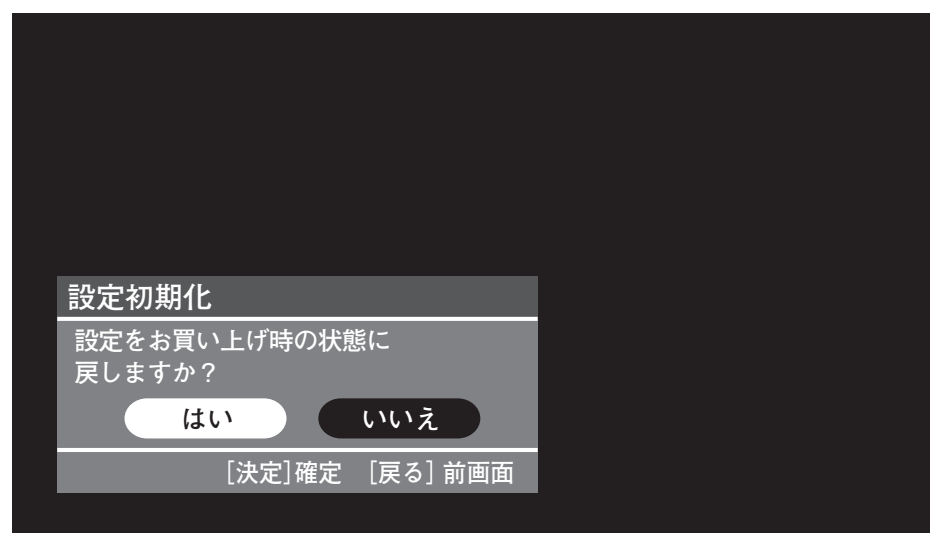 設定初期化
設定をお買い上げ時の状態に
戻しますか？
はい いいえ
[決定]確定 [戻る] 前画面